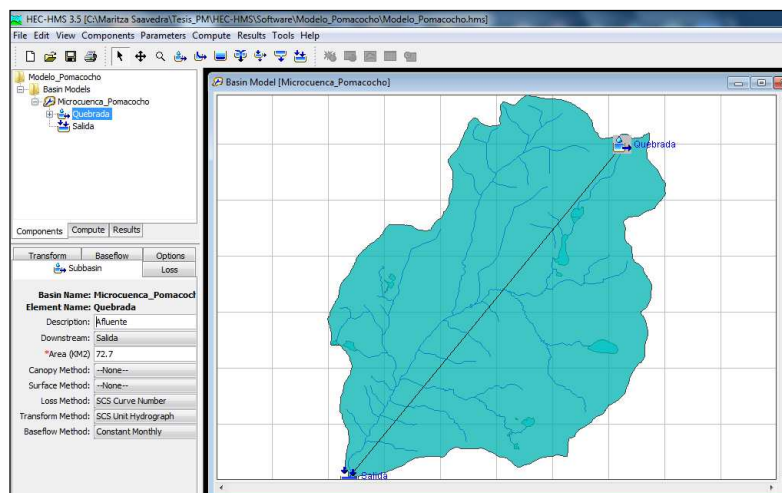 HEC-HMS 3.5 [C:\Maritza Saavedra\Tesis_PM\HEC-HMS\Software\Modelo_Pomacocho\Modelo_Pomacocho.hms]
File Edit View Components Parameters Compute Results Tools Help
Modelo_Pomacocho
Basin Models
Microcuenca_Pomacocho
Quebrada
Salida
Components Compute Results
Transform Baseflow Options
Subbasin Loss
Basin Name: Microcuenca_Pomacoch
Element Name: Quebrada
Description: Afluente
Downstream: Salida
*Area (KM2) 72.7
Canopy Method: --None--
Surface Method: --None--
Loss Method: SCS Curve Number
Transform Method: SCS Unit Hydrograph
Baseflow Method: Constant Monthly
Basin Model [Microcuenca_Pomacocho]
Quebrada
Salida